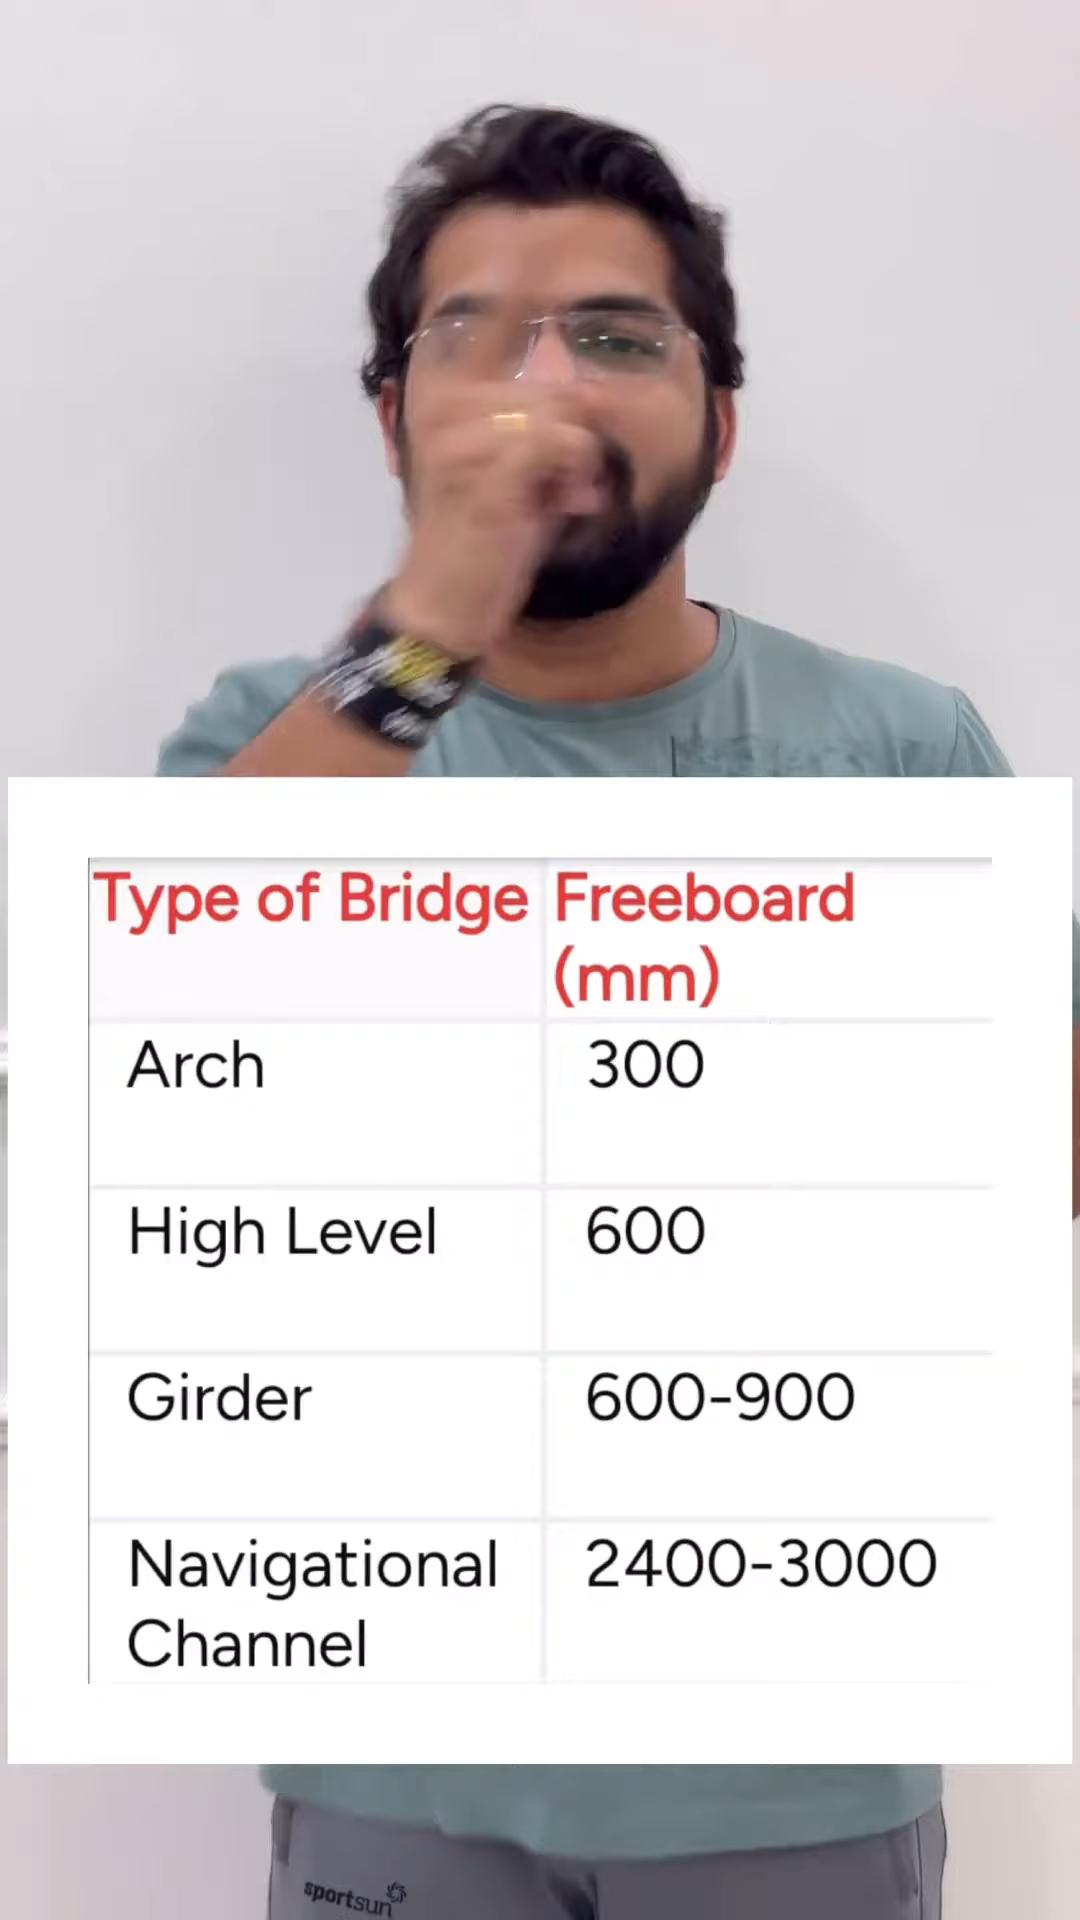 Type of Bridge Freeboard
(mm)
Arch 300
High Level 600
Girder 600-900
Navigational 2400-3000
Channel
sportsun